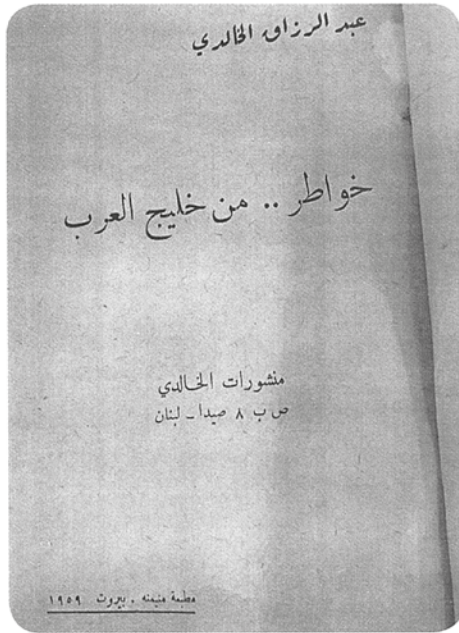 عبد الرزاق الخالدي
خواطر .. من خليج العرب
منشورات الخالدي
ص ب ٨ صيدا ـ لبنان
مطبعة منيمنه . بيروت ١٩٥٩